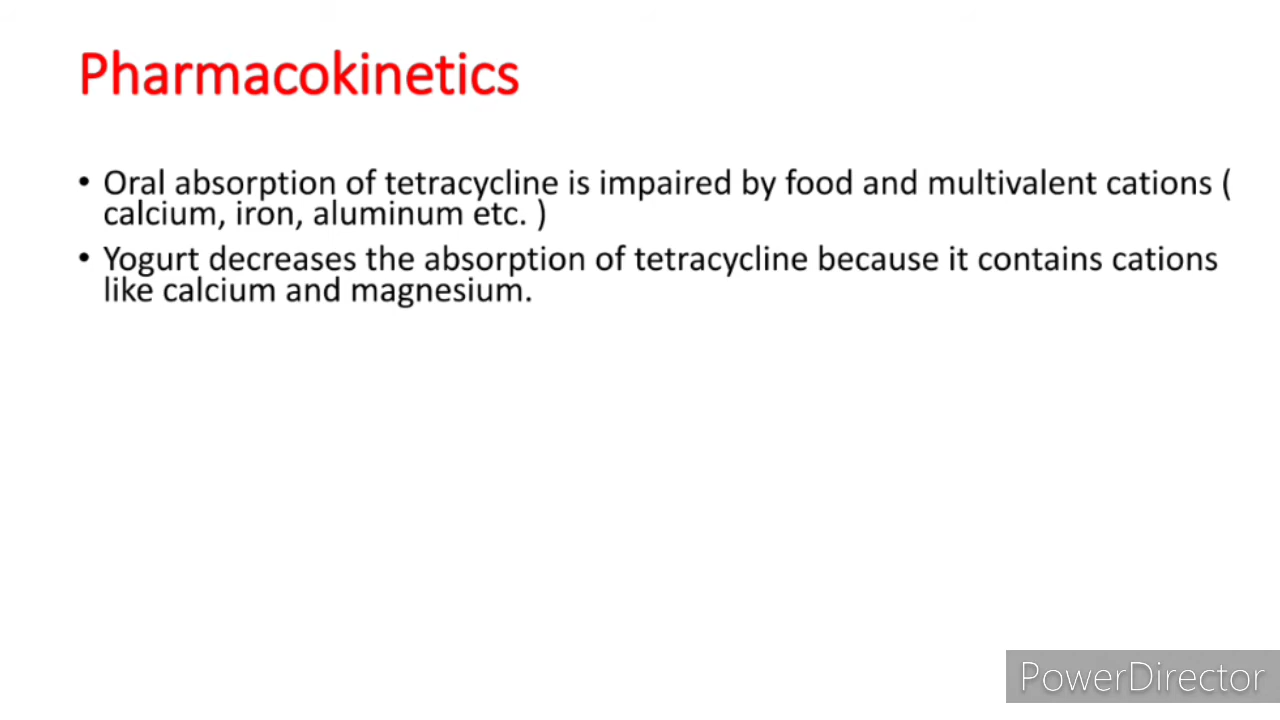 Pharmacokinetics
• Oral absorption of tetracycline is impaired by food and multivalent cations (
calcium, iron, aluminum etc. )
• Yogurt decreases the absorption of tetracycline because it contains cations
like calcium and magnesium.
PowerDirector